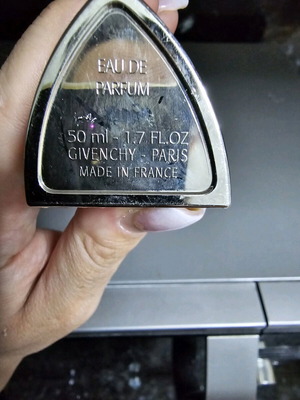 EAU DE
PARFUM
50 ml - 1.7 FL.OZ
GIVENCHY - PARIS
MADE IN FRANCE